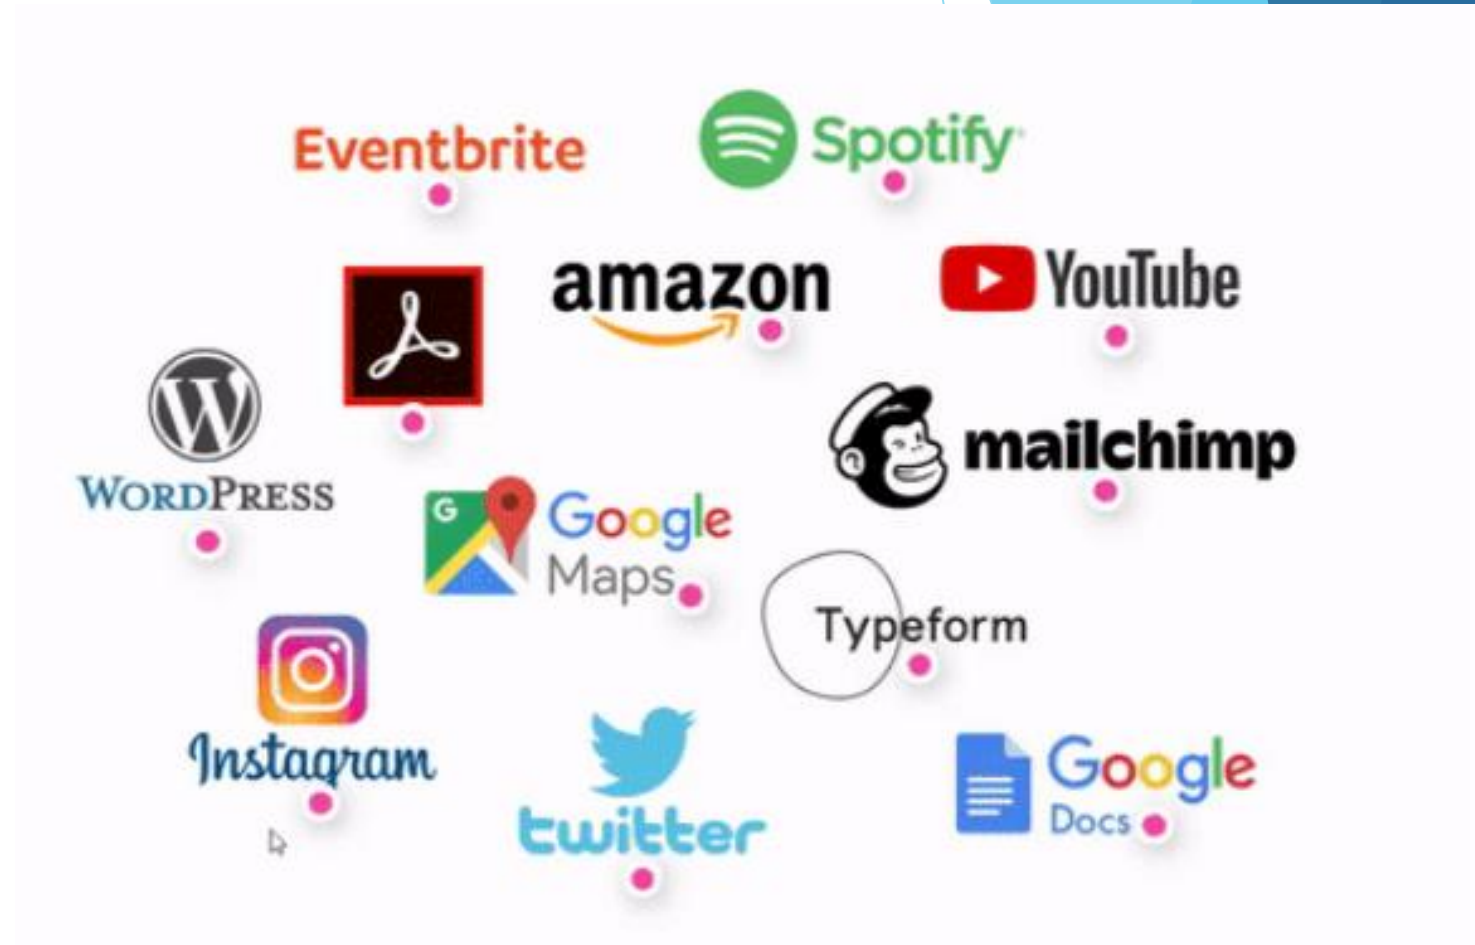 Eventbrite
Spotify
amazon
YouTube
WORDPRESS
mailchimp
G
Google
Maps
Typeform
Instagram
twitter
Google
Docs